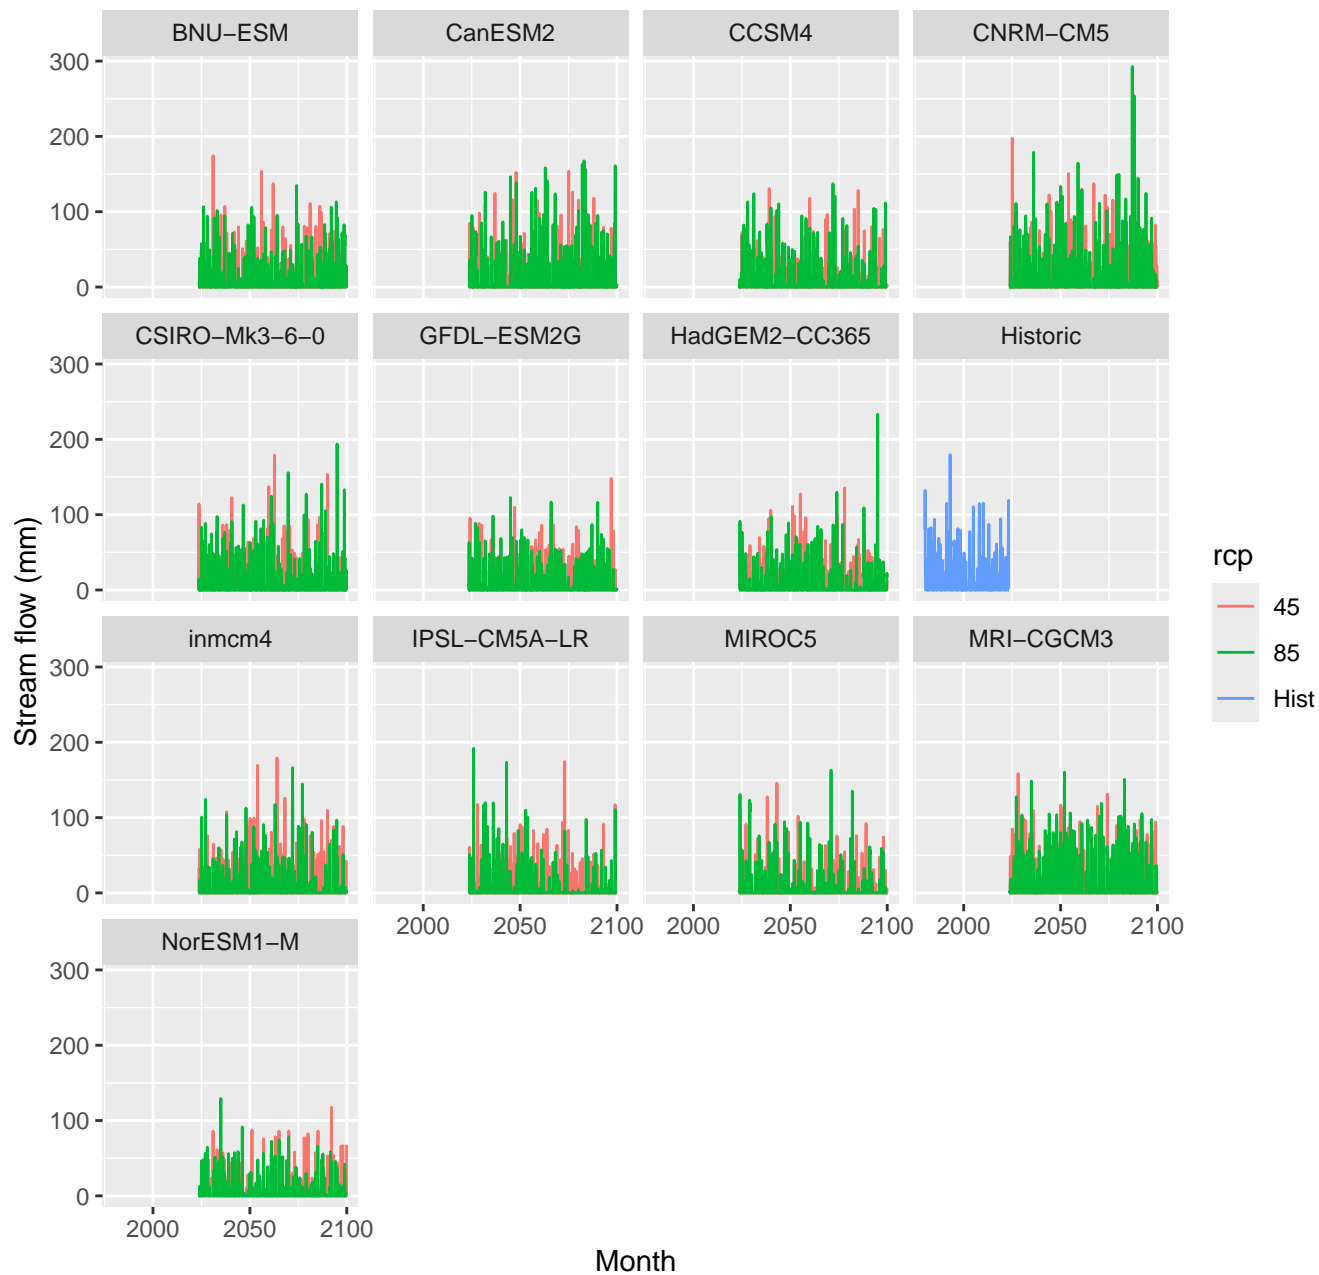 BNU−ESM
CanESM2
CCSM4
CNRM−CM5
300
200
100
0
CSIRO−Mk3−6−0
GFDL−ESM2G
HadGEM2−CC365
Historic
300
200
100
0
inmcm4
IPSL−CM5A−LR
MIROC5
MRI−CGCM3
300
200
100
0
2000 2050 2100
2000 2050 2100
2000 2050 2100
NorESM1−M
300
200
100
0
2000 2050 2100
Month
Stream flow (mm)
rcp
45
85
Hist